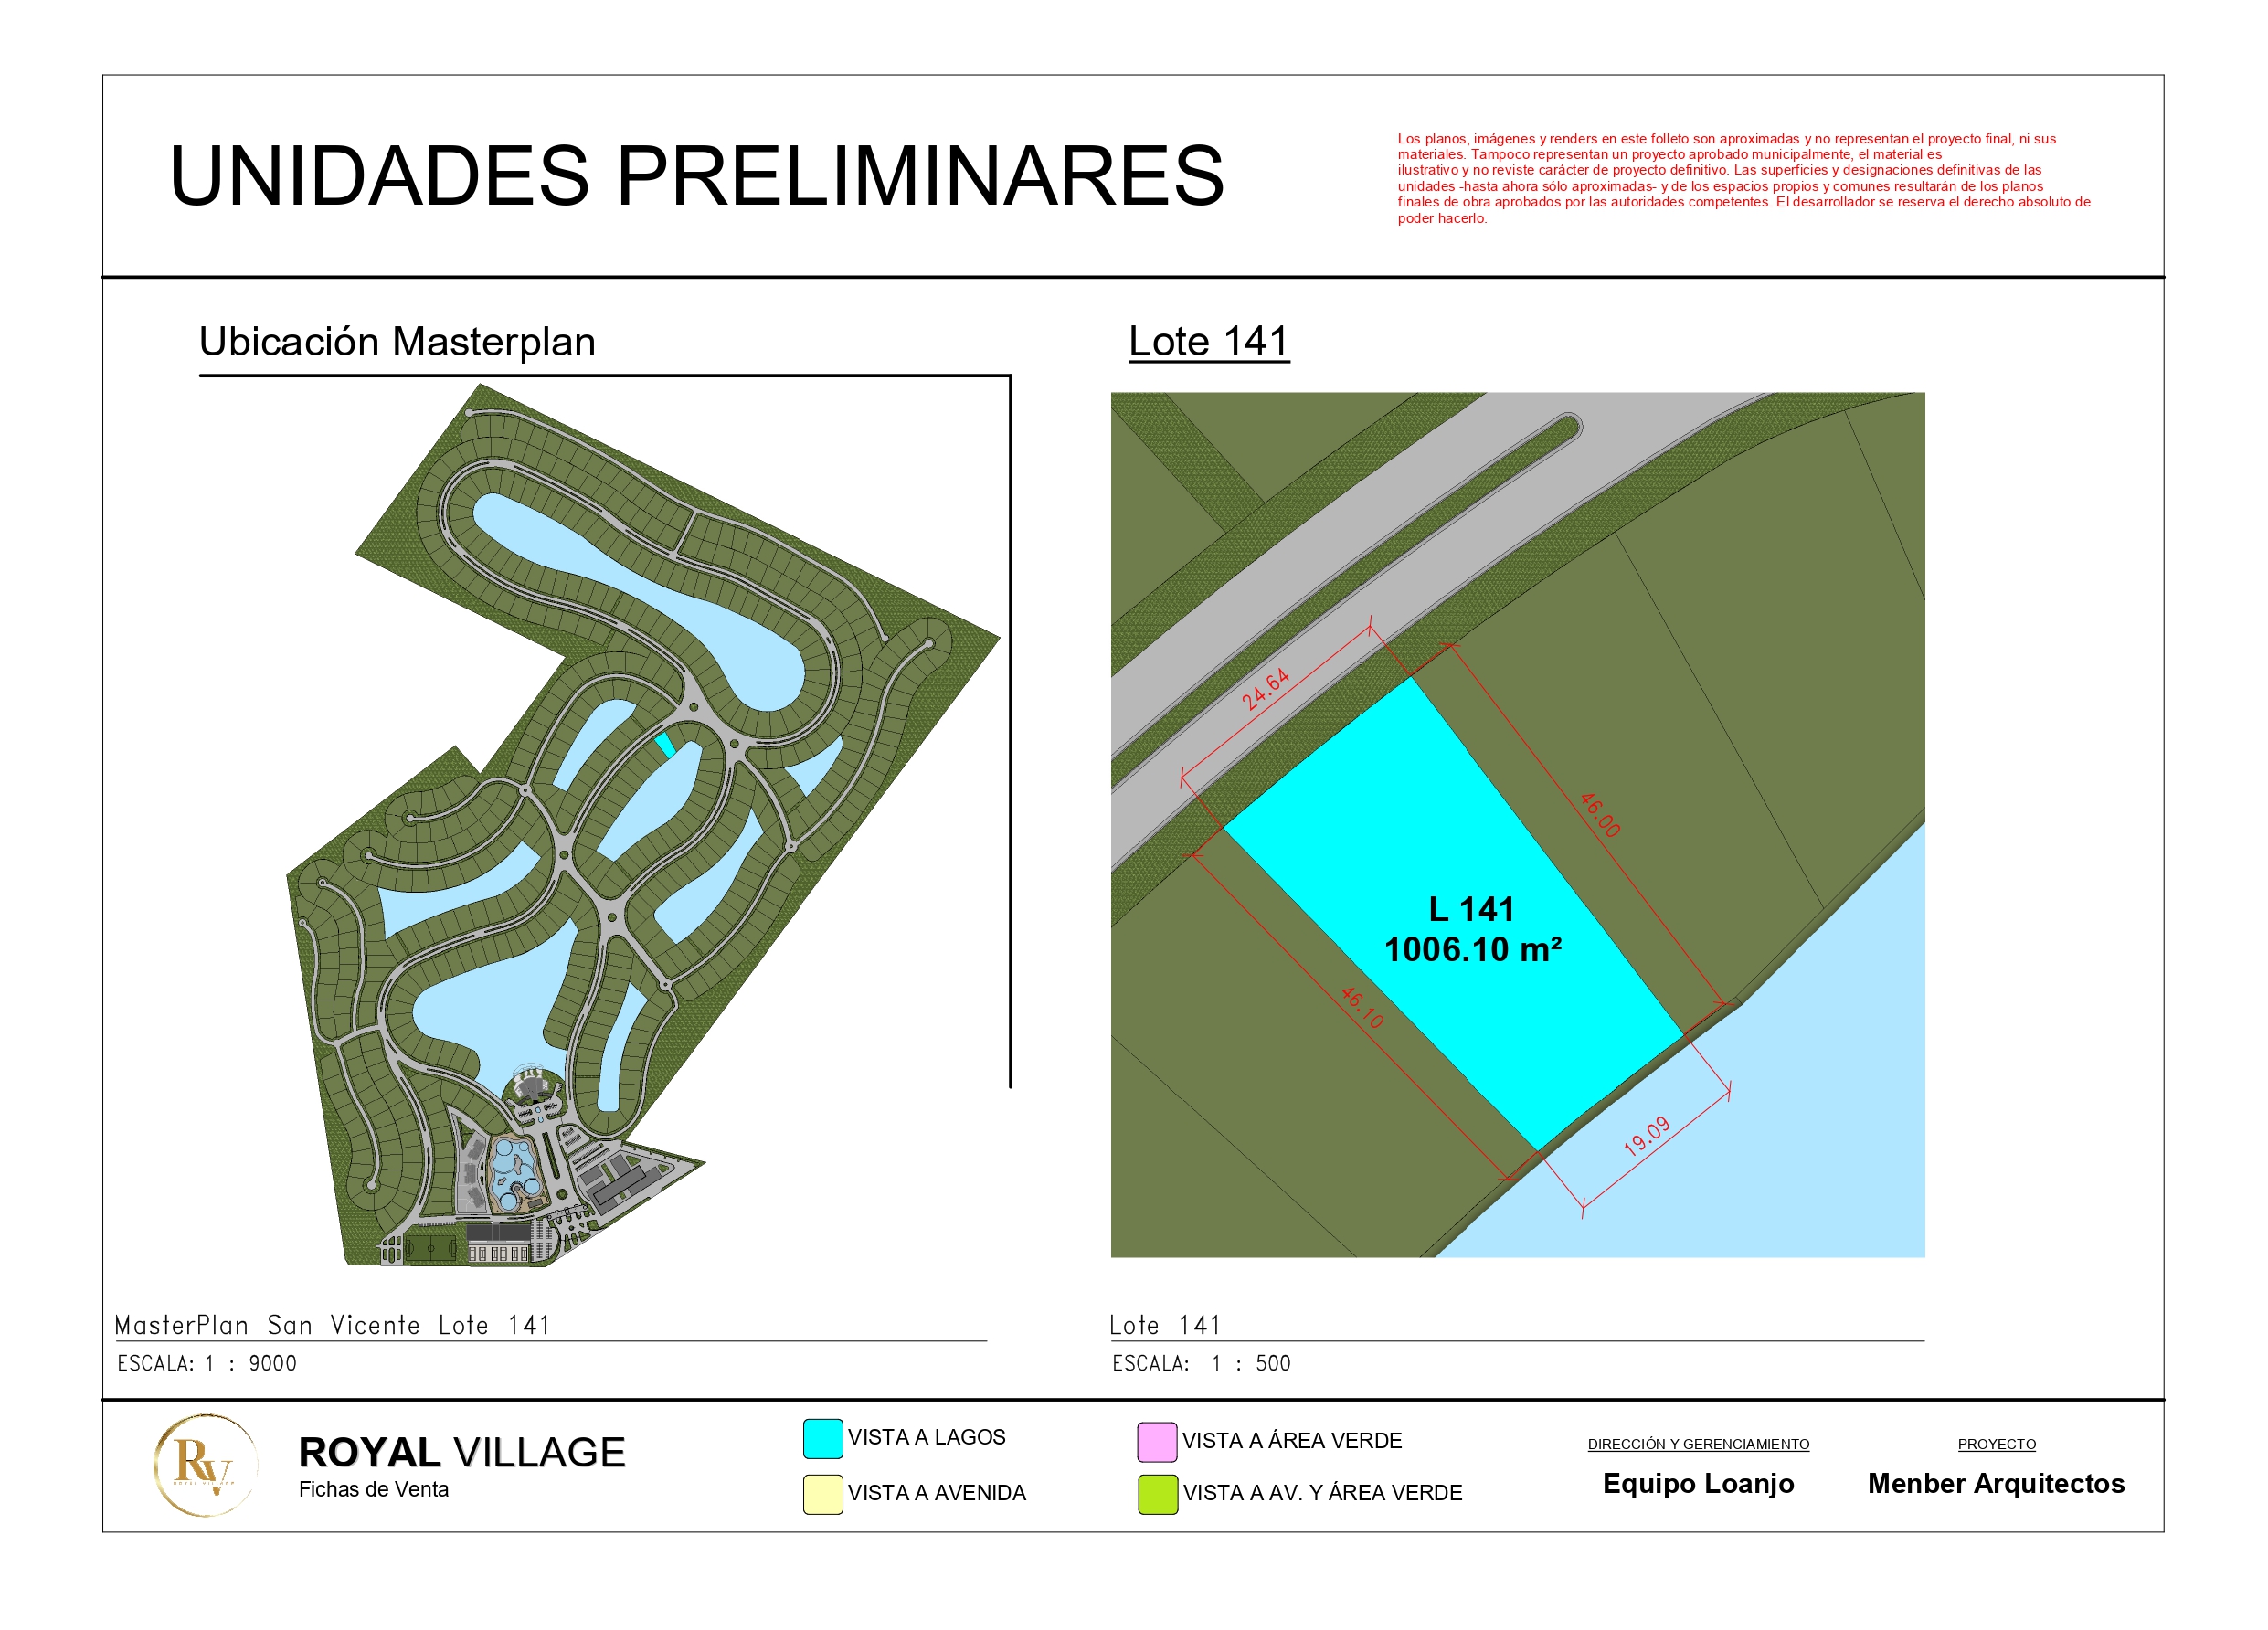 UNIDADES PRELIMINARES
Los planos, imágenes y renders en este folleto son aproximadas y no representan el proyecto final, ni sus
materiales. Tampoco representan un proyecto aprobado municipalmente, el material es
ilustrativo y no reviste carácter de proyecto definitivo. Las superficies y designaciones definitivas de las
unidades -hasta ahora sólo aproximadas- y de los espacios propios y comunes resultarán de los planos
finales de obra aprobados por las autoridades competentes. El desarrollador se reserva el derecho absoluto de
poder hacerlo.
Ubicación Masterplan
Lote 141
24.64
46.00
L 141
1006.10 m²
46.10
19.09
MasterPlan San Vicente Lote 141
ESCALA: 1 : 9000
Lote 141
ESCALA: 1 : 500
RV
ROYAL VILLAGE
ROYAL VILLAGE
Fichas de Venta
VISTA A LAGOS
VISTA A AVENIDA
VISTA A ÁREA VERDE
VISTA A AV. Y ÁREA VERDE
DIRECCIÓN Y GERENCIAMIENTO
Equipo Loanjo
PROYECTO
Menber Arquitectos